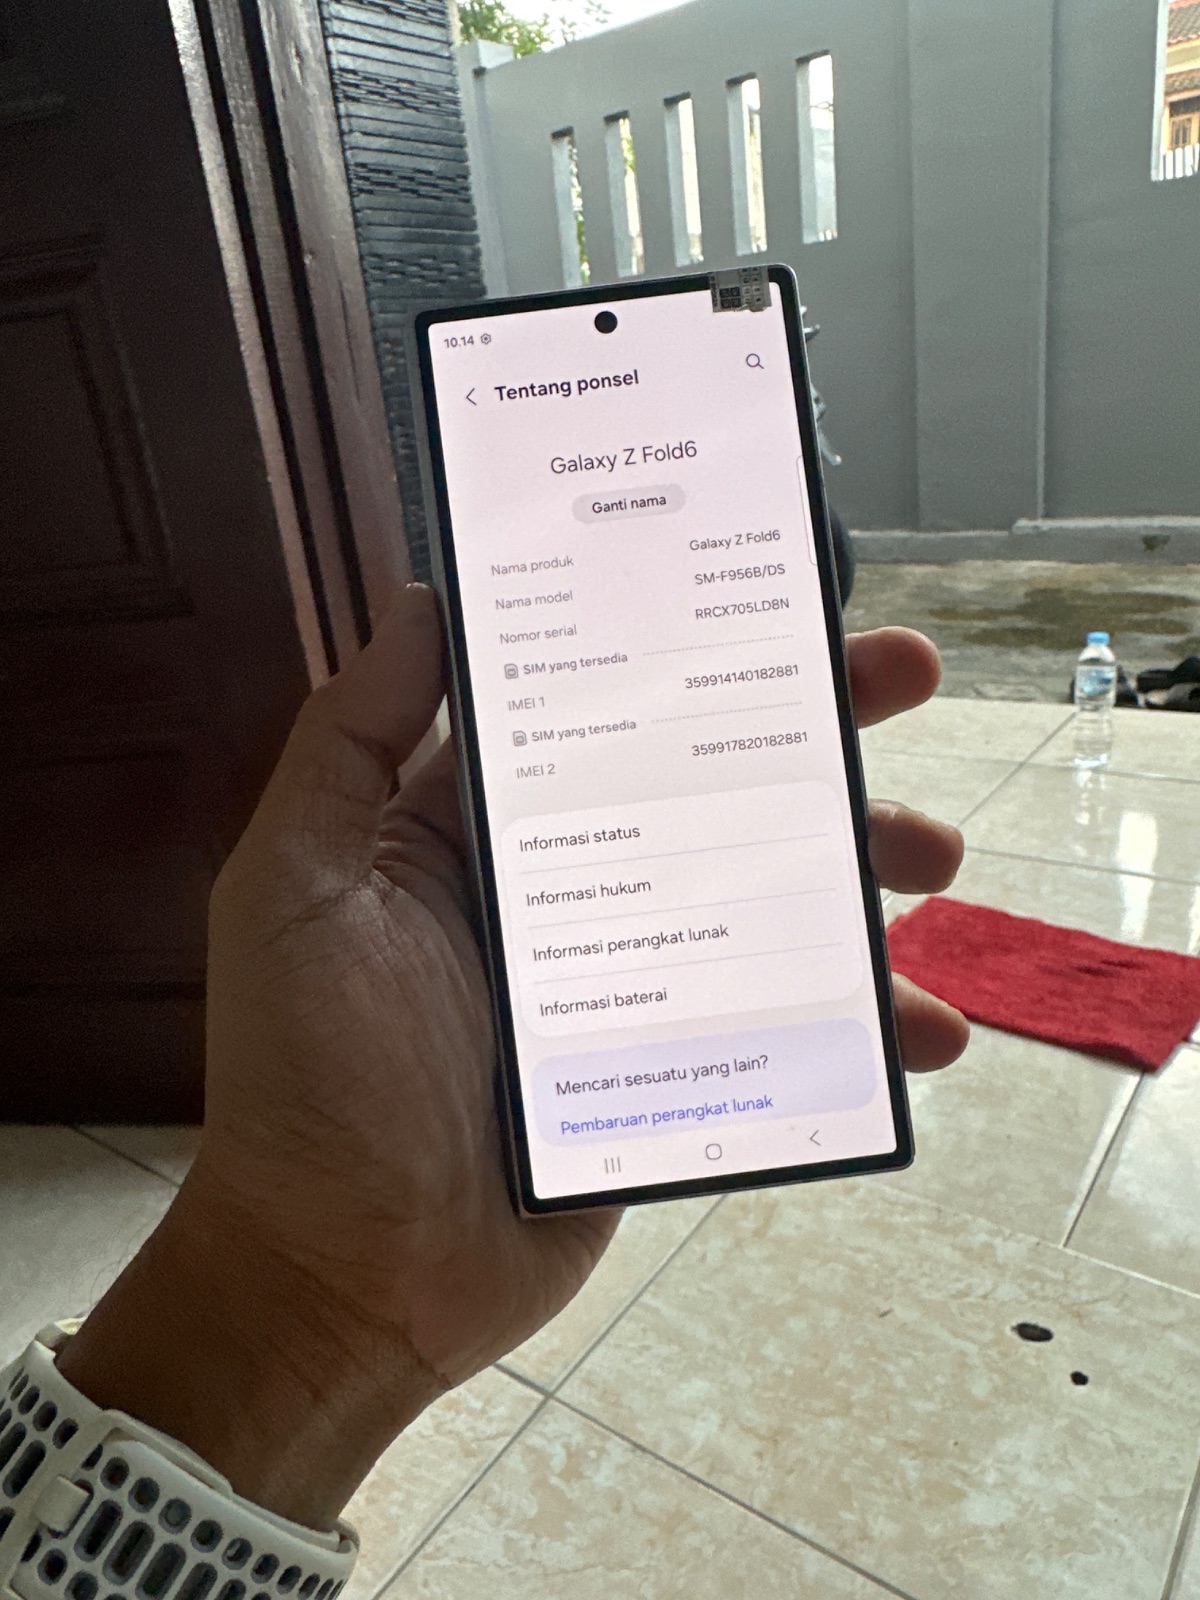 10.14
Tentang ponsel
Galaxy Z Fold6
Ganti nama
Nama produk Galaxy Z Fold6
Nama model SM-F956B/DS
Nomor serial RRCX705LD8N
SIM yang tersedia
IMEI 1 359914140182881
SIM yang tersedia
IMEI 2 359917820182881
Informasi status
Informasi hukum
Informasi perangkat lunak
Informasi baterai
Mencari sesuatu yang lain?
Pembaruan perangkat lunak